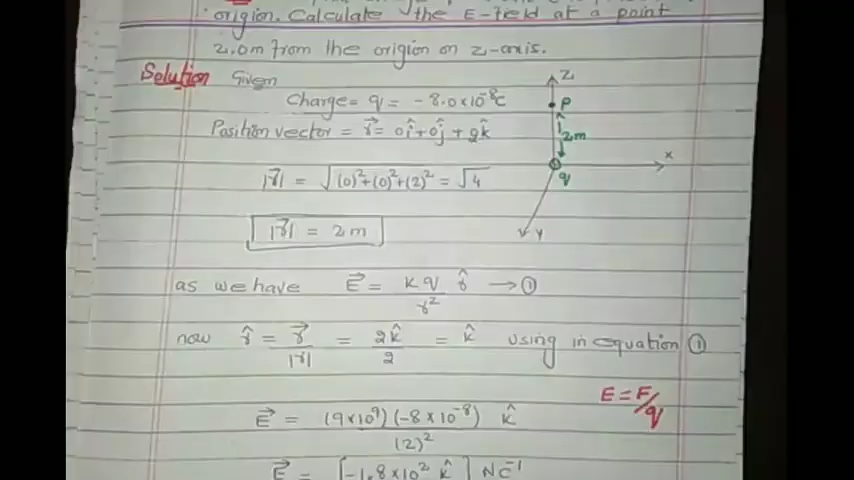 origion. Calculate the E-field at a point
2.0m from the origion on z-axis.
Solution Given
Charge = q = -8.0×10⁻⁸C
Position vector = r⃗ = 0î+0ĵ+2k̂
|r⃗| = √(0)²+(0)²+(2)² = √4
|r⃗| = 2m
Z
P
2m
X
q
Y
as we have E⃗ = kq/r² r̂ → ①
now r̂ = r⃗/|r⃗| = 2k̂/2 = k̂ using in equation ①
E = F/q
E⃗ = (9×10⁹)(-8×10⁻⁸)/(2)² k̂
E⃗ = [-1.8×10² k̂] NC⁻¹